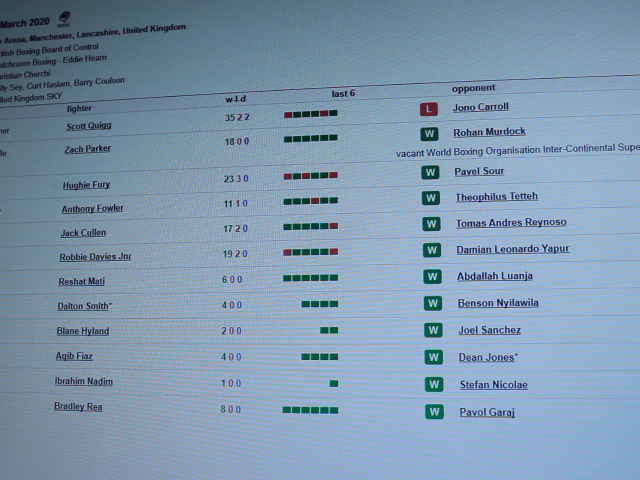 March 2020
Arena, Manchester, Lancashire, United Kingdom
Boxing Board of Control
Boxing - Eddie Hearn
Cherchi
Sey, Curt Haslam, Barry Coulson
Kingdom SKY
fighter w-l-d last 6 opponent
Scott Quigg 35 2 2 L Jono Carroll
Zach Parker 18 0 0 W Rohan Murdock
vacant World Boxing Organisation Inter-Continental Supe
Hughie Fury 23 3 0 W Pavel Sour
Anthony Fowler 11 1 0 W Theophilus Tetteh
Jack Cullen 17 2 0 W Tomas Andres Reynoso
Robbie Davies Jnr 19 2 0 W Damian Leonardo Yapur
Reshat Mati 6 0 0 W Abdallah Luanja
Dalton Smith* 4 0 0 W Benson Nyilawila
Blane Hyland 2 0 0 W Joel Sanchez
Aqib Fiaz 4 0 0 W Dean Jones*
Ibrahim Nadim 1 0 0 W Stefan Nicolae
Bradley Rea 8 0 0 W Pavol Garaj